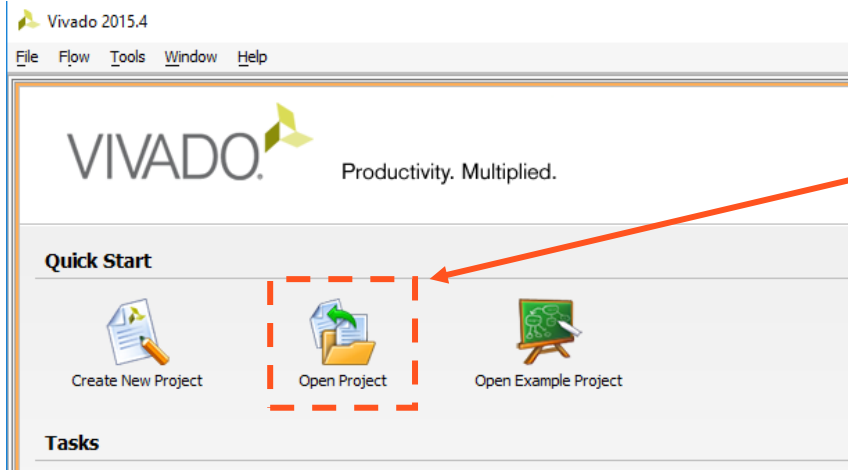 Vivado 2015.4
File Flow Tools Window Help
VIVADO.
Productivity. Multiplied.
Quick Start
Create New Project
Open Project
Open Example Project
Tasks